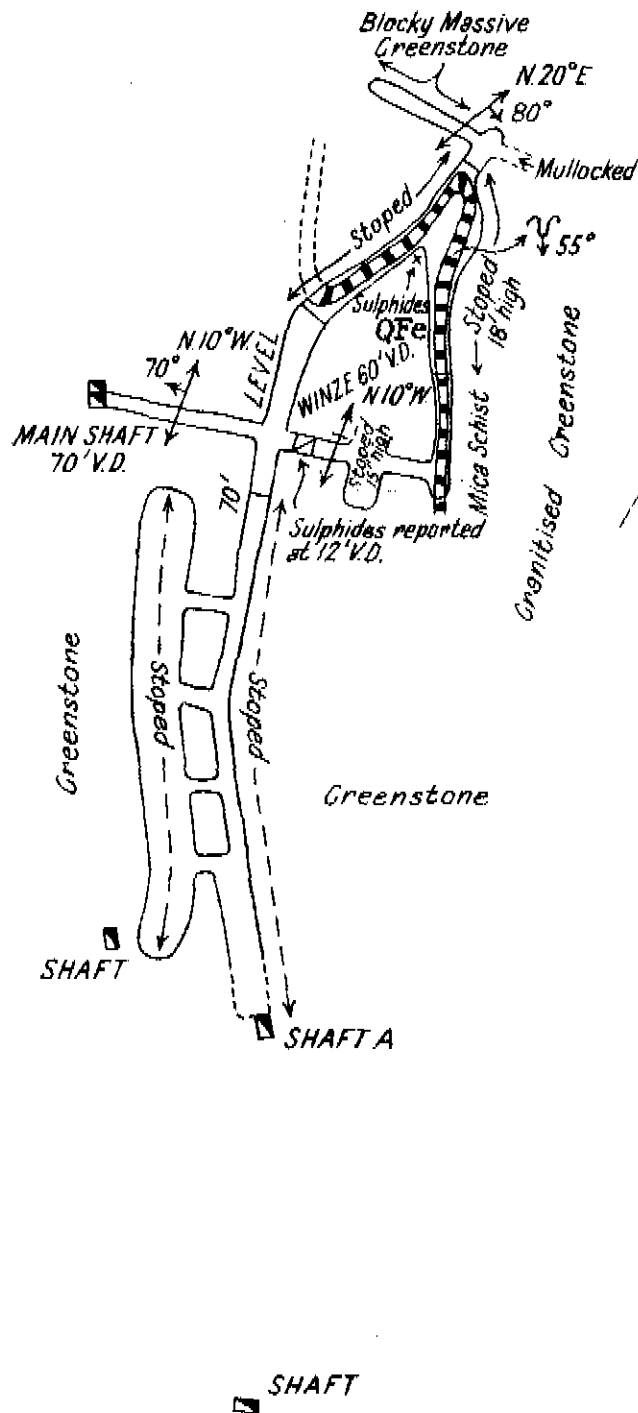 Blocky Massive
Greenstone
N.20°E.
80°
Mullocked
Stoped
55°
Sulphides
QFe
Stoped
18' high
Mica Schist
Granitised Greenstone
N.10°W.
70°
LEVEL
70'
WINZE 60' V.D.
N10°W
MAIN SHAFT
70' V.D.
Stoped
15' high
Sulphides reported
at 12' V.D.
Greenstone
Stoped
Stoped
Greenstone
SHAFT
SHAFT A
SHAFT